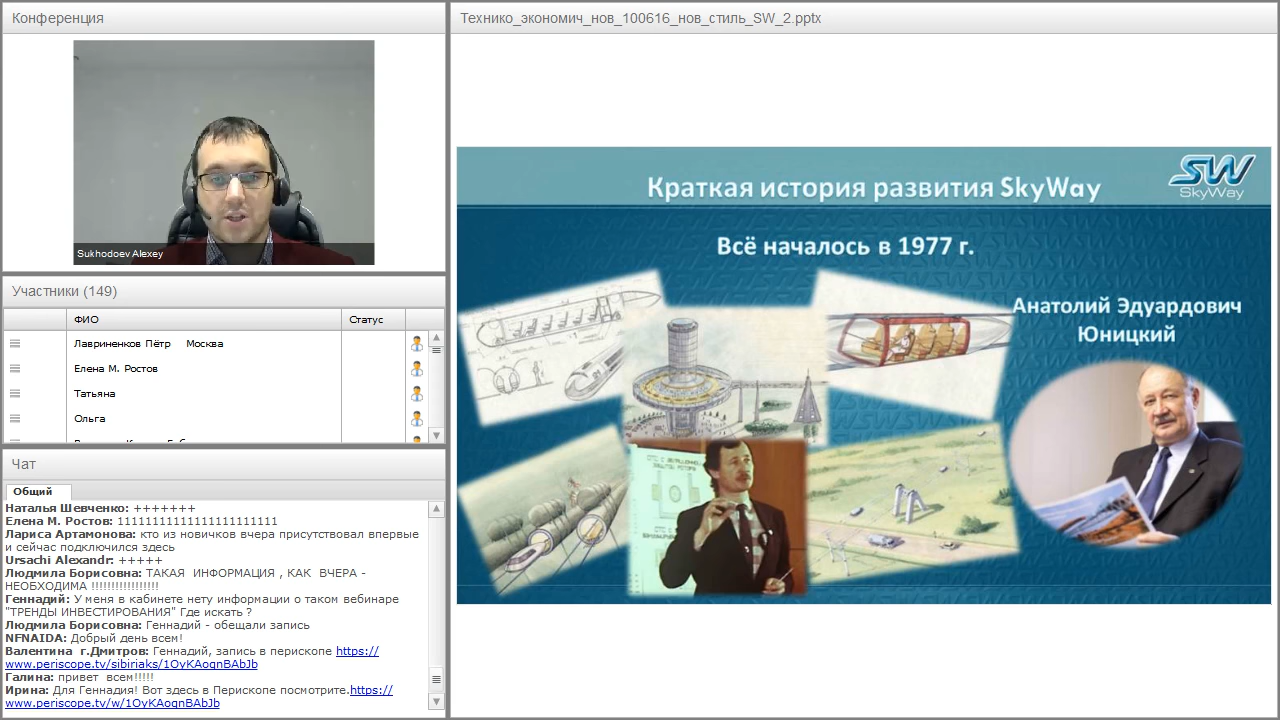 Конференция
Sukhodoev Alexey
Участники (149)
ФИО
Статус
Лавриненков Пётр Москва
Елена М. Ростов
Татьяна
Ольга
Чат
Общий
Наталья Шевченко: +++++++
Елена М. Ростов: 11111111111111111111111
Лариса Артамонова: кто из новичков вчера присутствовал впервые
и сейчас подключился здесь
Ursachi Alexandr: +++++
Людмила Борисовна: ТАКАЯ ИНФОРМАЦИЯ , КАК ВЧЕРА -
НЕОБХОДИМА !!!!!!!!!!!!!!!!!
Геннадий: У меня в кабинете нету информации о таком вебинаре
"ТРЕНДЫ ИНВЕСТИРОВАНИЯ" Где искать ?
Людмила Борисовна: Геннадий - обещали запись
NFNAIDA: Добрый день всем!
Валентина г.Дмитров: Геннадий, запись в перископе https://
www.periscope.tv/sibiriaks/1OyKAognBAbJb
Галина: привет всем!!!!!
Ирина: Для Геннадия! Вот здесь в Перископе посмотрите.https://
www.periscope.tv/w/1OyKAognBAbJb
Технико_экономич_нов_100616_нов_стиль_SW_2.pptx
Краткая история развития SkyWay
SW
SkyWay
Всё началось в 1977 г.
Анатолий Эдуардович
Юницкий